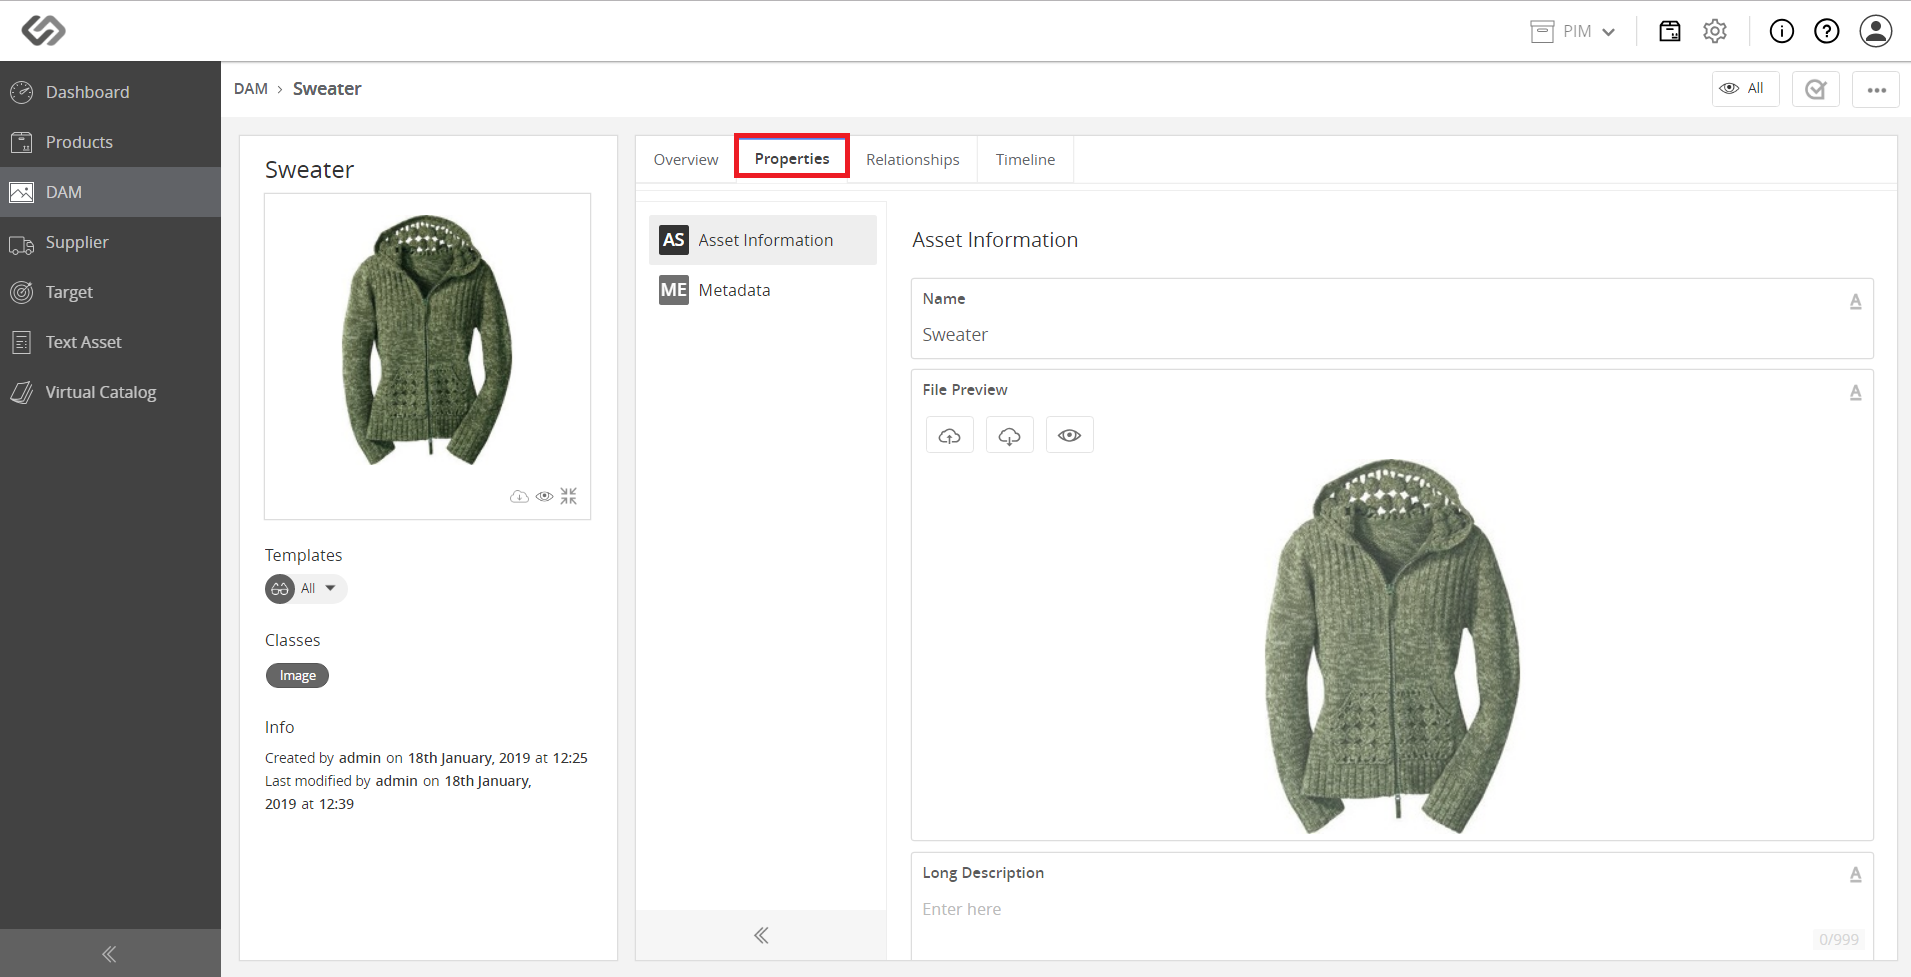 PIM
Dashboard
Products
DAM
Supplier
Target
Text Asset
Virtual Catalog
DAM › Sweater
All
Sweater
Templates
All
Classes
Image
Info
Created by admin on 18th January, 2019 at 12:25
Last modified by admin on 18th January,
2019 at 12:39
Overview
Properties
Relationships
Timeline
AS Asset Information
ME Metadata
Asset Information
Name
A
Sweater
File Preview
A
Long Description
A
Enter here
0/999